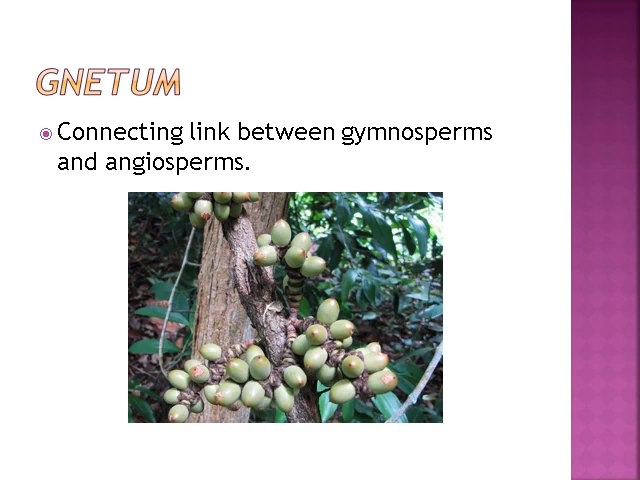 GNETUM
Connecting link between gymnosperms
and angiosperms.